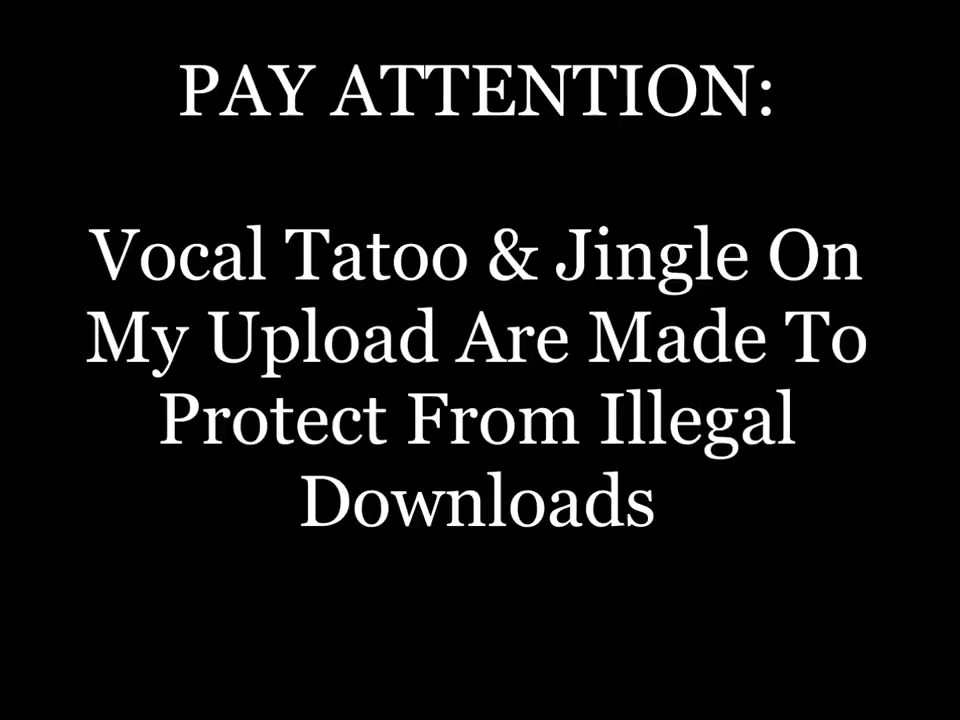 PAY ATTENTION:
Vocal Tatoo & Jingle On
My Upload Are Made To
Protect From Illegal
Downloads